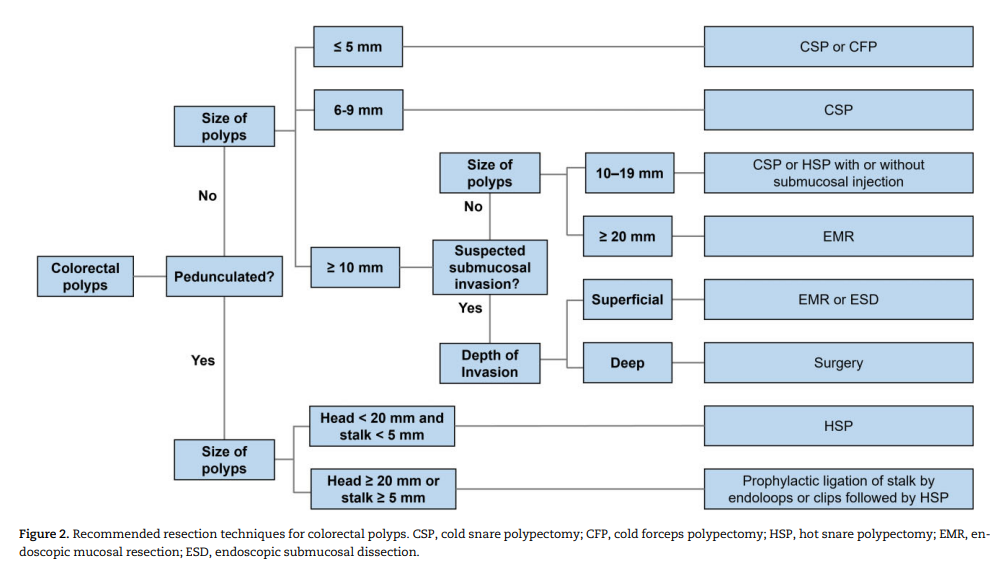 ≤ 5 mm
CSP or CFP
6-9 mm
CSP
Size of
polyps
No
Size of
polyps
10–19 mm
CSP or HSP with or without
submucosal injection
No
≥ 20 mm
EMR
Colorectal
polyps
Pedunculated?
≥ 10 mm
Suspected
submucosal
invasion?
Yes
Superficial
EMR or ESD
Depth of
Invasion
Deep
Surgery
Yes
Size of
polyps
Head < 20 mm and
stalk < 5 mm
HSP
Head ≥ 20 mm or
stalk ≥ 5 mm
Prophylactic ligation of stalk by
endoloops or clips followed by HSP
Figure 2. Recommended resection techniques for colorectal polyps. CSP, cold snare polypectomy; CFP, cold forceps polypectomy; HSP, hot snare polypectomy; EMR, en-
doscopic mucosal resection; ESD, endoscopic submucosal dissection.